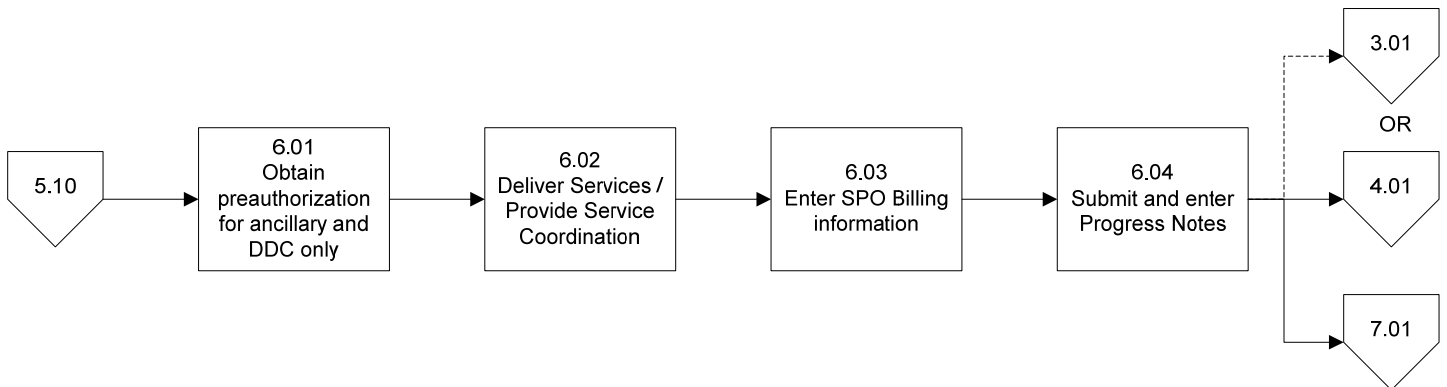 5.10
6.01
Obtain
preauthorization
for ancillary and
DDC only
6.02
Deliver Services /
Provide Service
Coordination
6.03
Enter SPO Billing
information
6.04
Submit and enter
Progress Notes
3.01
OR
4.01
7.01